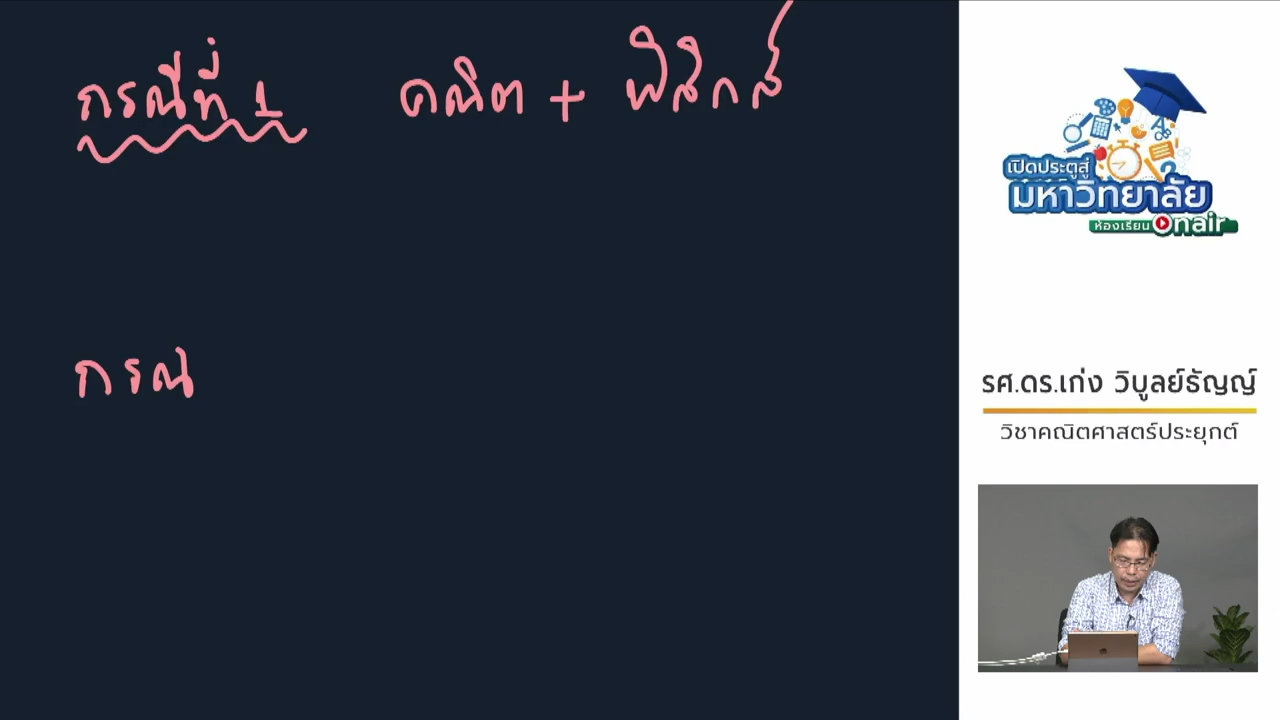 กรณีที่ 1 คณิต + ฟิสิกส์
กรณ
เปิดประตูสู่
มหาวิทยาลัย
ห้องเรียน Onair
รศ.ดร.เก่ง วิบูลย์ธัญญ์
วิชาคณิตศาสตร์ประยุกต์